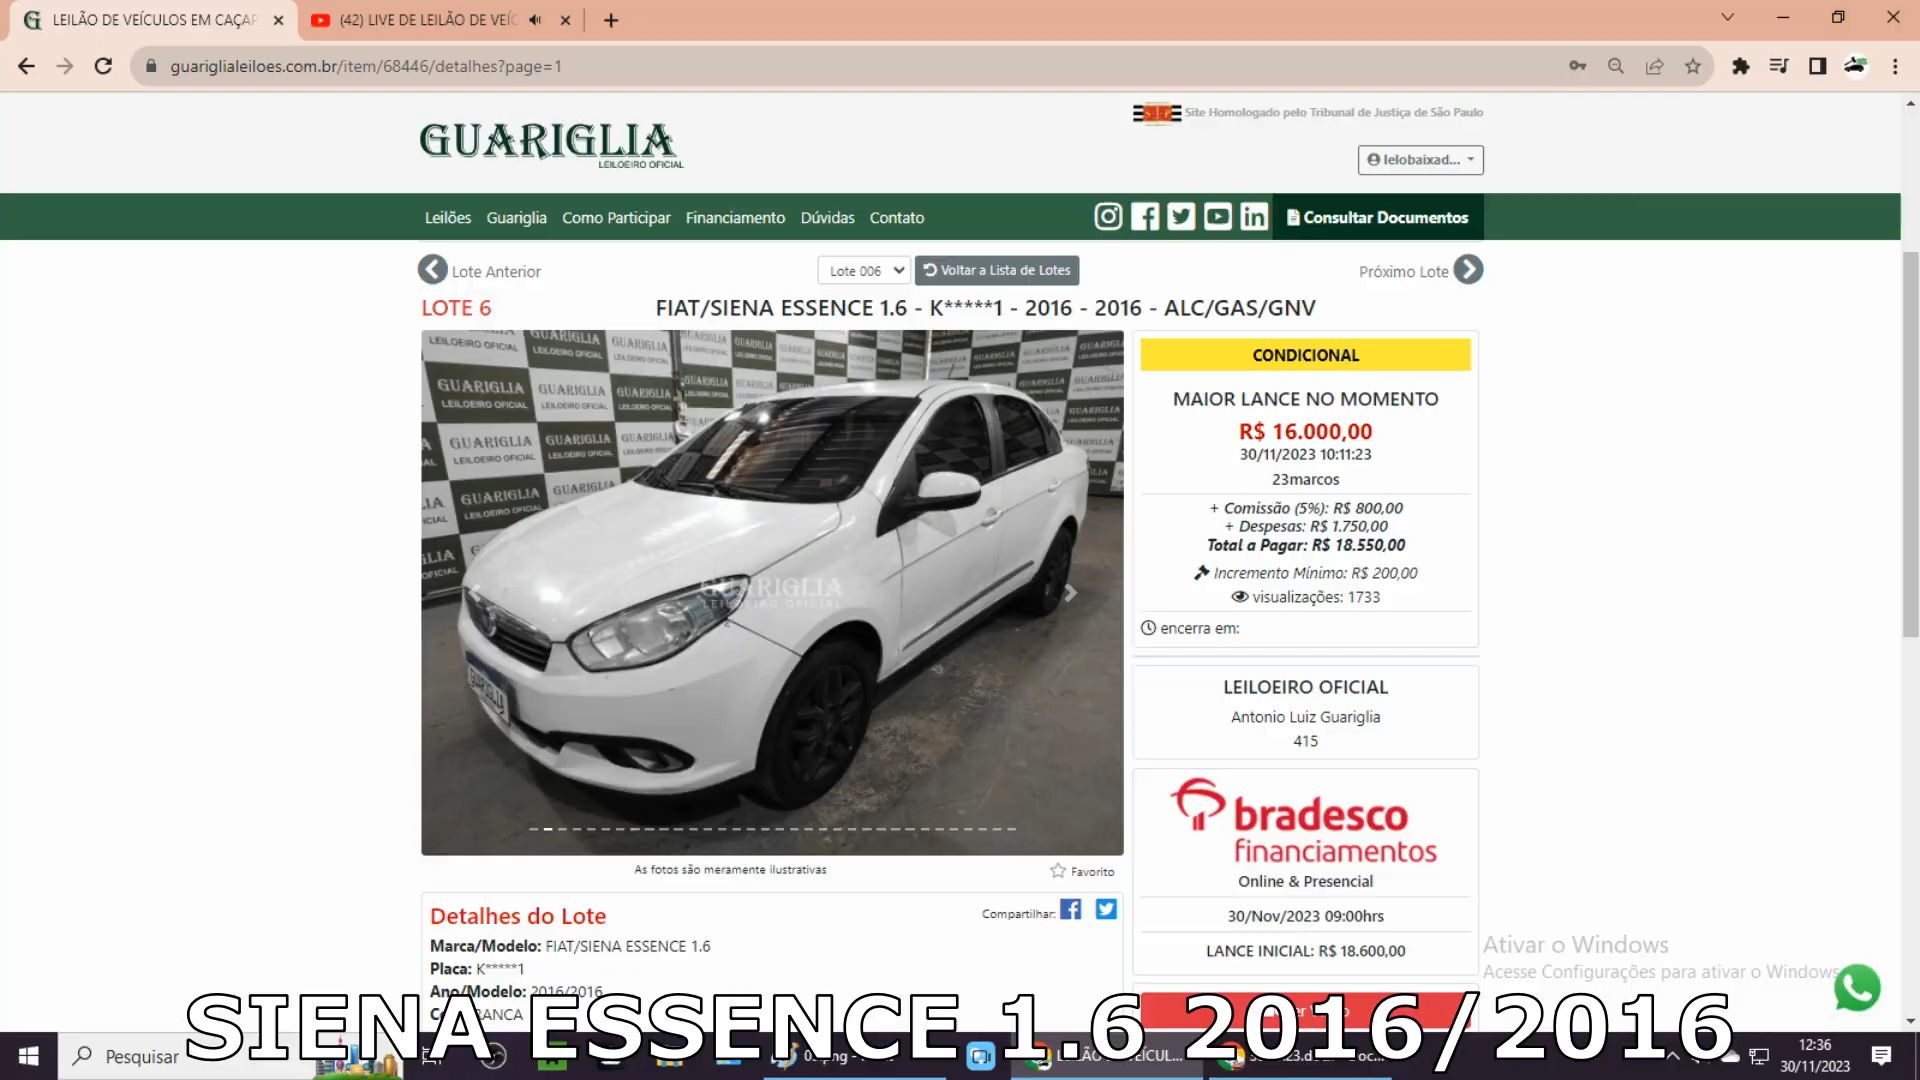 LEILÃO DE VEÍCULOS EM CAÇAP
(42) LIVE DE LEILÃO DE VEÍC
guariglialeiloes.com.br/item/68446/detalhes?page=1
Site Homologado pelo Tribunal de Justiça de São Paulo
GUARIGLIA
LEILOEIRO OFICIAL
lelobaixad...
Leilões Guariglia Como Participar Financiamento Dúvidas Contato
Consultar Documentos
Lote Anterior
Lote 006
Voltar a Lista de Lotes
Próximo Lote
LOTE 6
FIAT/SIENA ESSENCE 1.6 - K*****1 - 2016 - 2016 - ALC/GAS/GNV
GUARIGLIA
LEILOEIRO OFICIAL
CONDICIONAL
MAIOR LANCE NO MOMENTO
R$ 16.000,00
30/11/2023 10:11:23
23marcos
+ Comissão (5%): R$ 800,00
+ Despesas: R$ 1.750,00
Total a Pagar: R$ 18.550,00
Incremento Mínimo: R$ 200,00
visualizações: 1733
encerra em:
LEILOEIRO OFICIAL
Antonio Luiz Guariglia
415
bradesco
financiamentos
Online & Presencial
30/Nov/2023 09:00hrs
LANCE INICIAL: R$ 18.600,00
As fotos são meramente ilustrativas
Favorito
Detalhes do Lote
Compartilhar:
Marca/Modelo: FIAT/SIENA ESSENCE 1.6
Placa: K*****1
Ano/Modelo: 2016/2016
Ativar o Windows
Acesse Configurações para ativar o Windows
SIENA ESSENCE 1.6 2016/2016
Pesquisar
12:36
30/11/2023